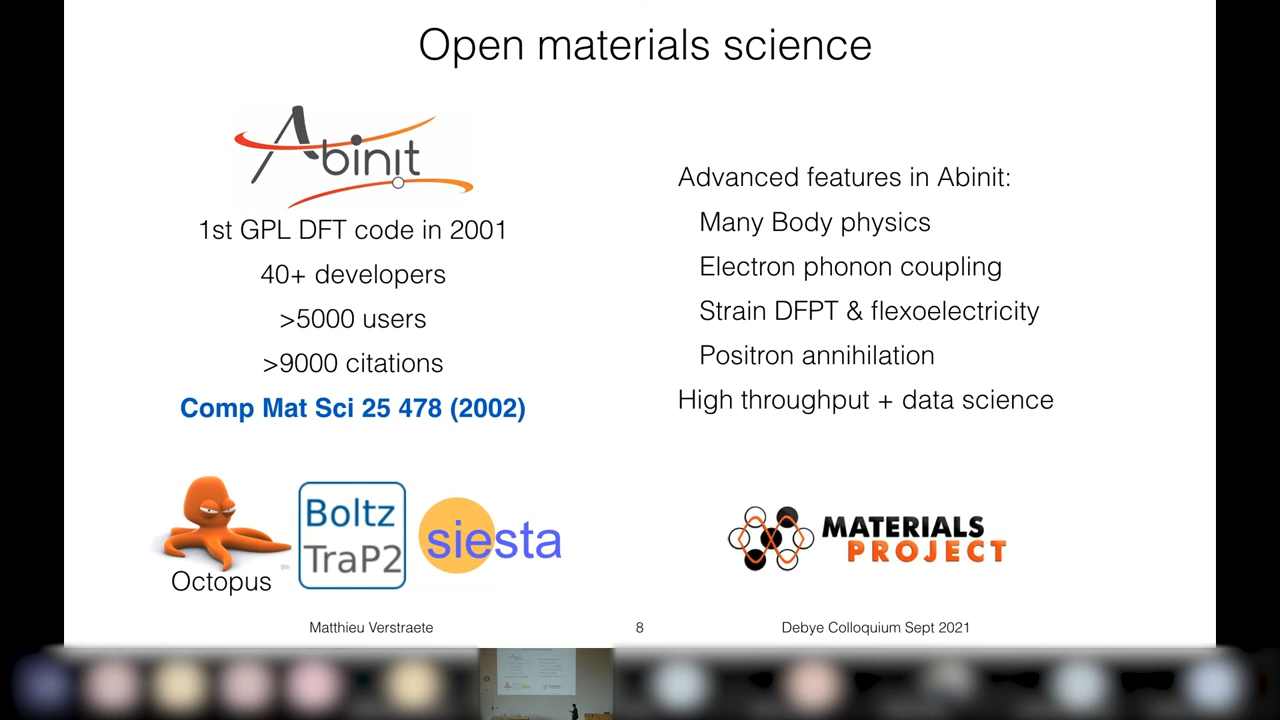 Open materials science
Abinit
1st GPL DFT code in 2001
40+ developers
>5000 users
>9000 citations
Comp Mat Sci 25 478 (2002)
Advanced features in Abinit:
Many Body physics
Electron phonon coupling
Strain DFPT & flexoelectricity
Positron annihilation
High throughput + data science
Octopus
Boltz
TraP2
siesta
MATERIALS
PROJECT
Matthieu Verstraete
8
Debye Colloquium Sept 2021